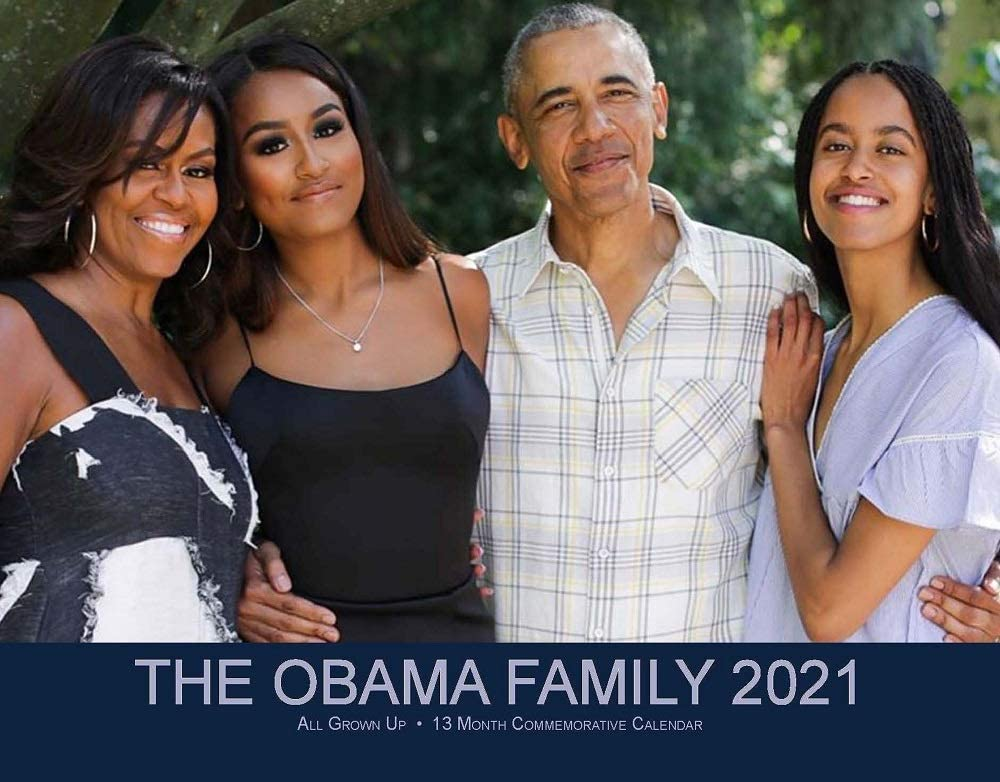 THE OBAMA FAMILY 2021
ALL GROWN UP • 13 MONTH COMMEMORATIVE CALENDAR